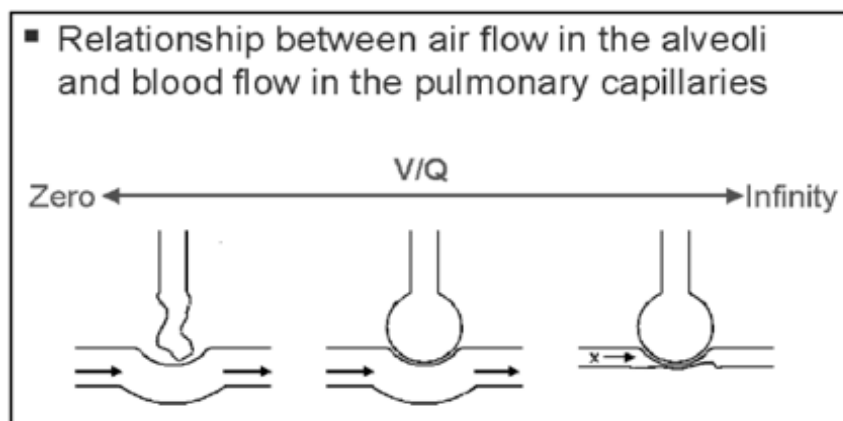 ▪ Relationship between air flow in the alveoli
and blood flow in the pulmonary capillaries
V/Q
Zero
Infinity
x